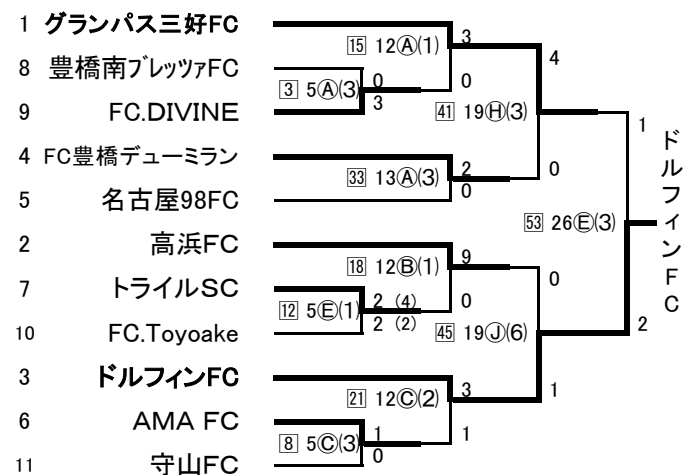 1 グランパス三好FC
8 豊橋南ブレッツァFC
9 FC.DIVINE
4 FC豊橋デューミラン
5 名古屋98FC
2 高浜FC
7 トライルSC
10 FC.Toyoake
3 ドルフィンFC
6 AMA FC
11 守山FC
15 12Ⓐ(1)
3
0
3 5Ⓐ(3)
0
3
41 19Ⓗ(3)
4
0
33 13Ⓐ(3)
2
0
53 26Ⓔ(3)
1
2
18 12Ⓑ(1)
9
0
12 5Ⓔ(1)
2 (4)
2 (2)
45 19Ⓙ(6)
0
1
21 12Ⓒ(2)
3
1
8 5Ⓒ(3)
1
0
ドルフィンFC